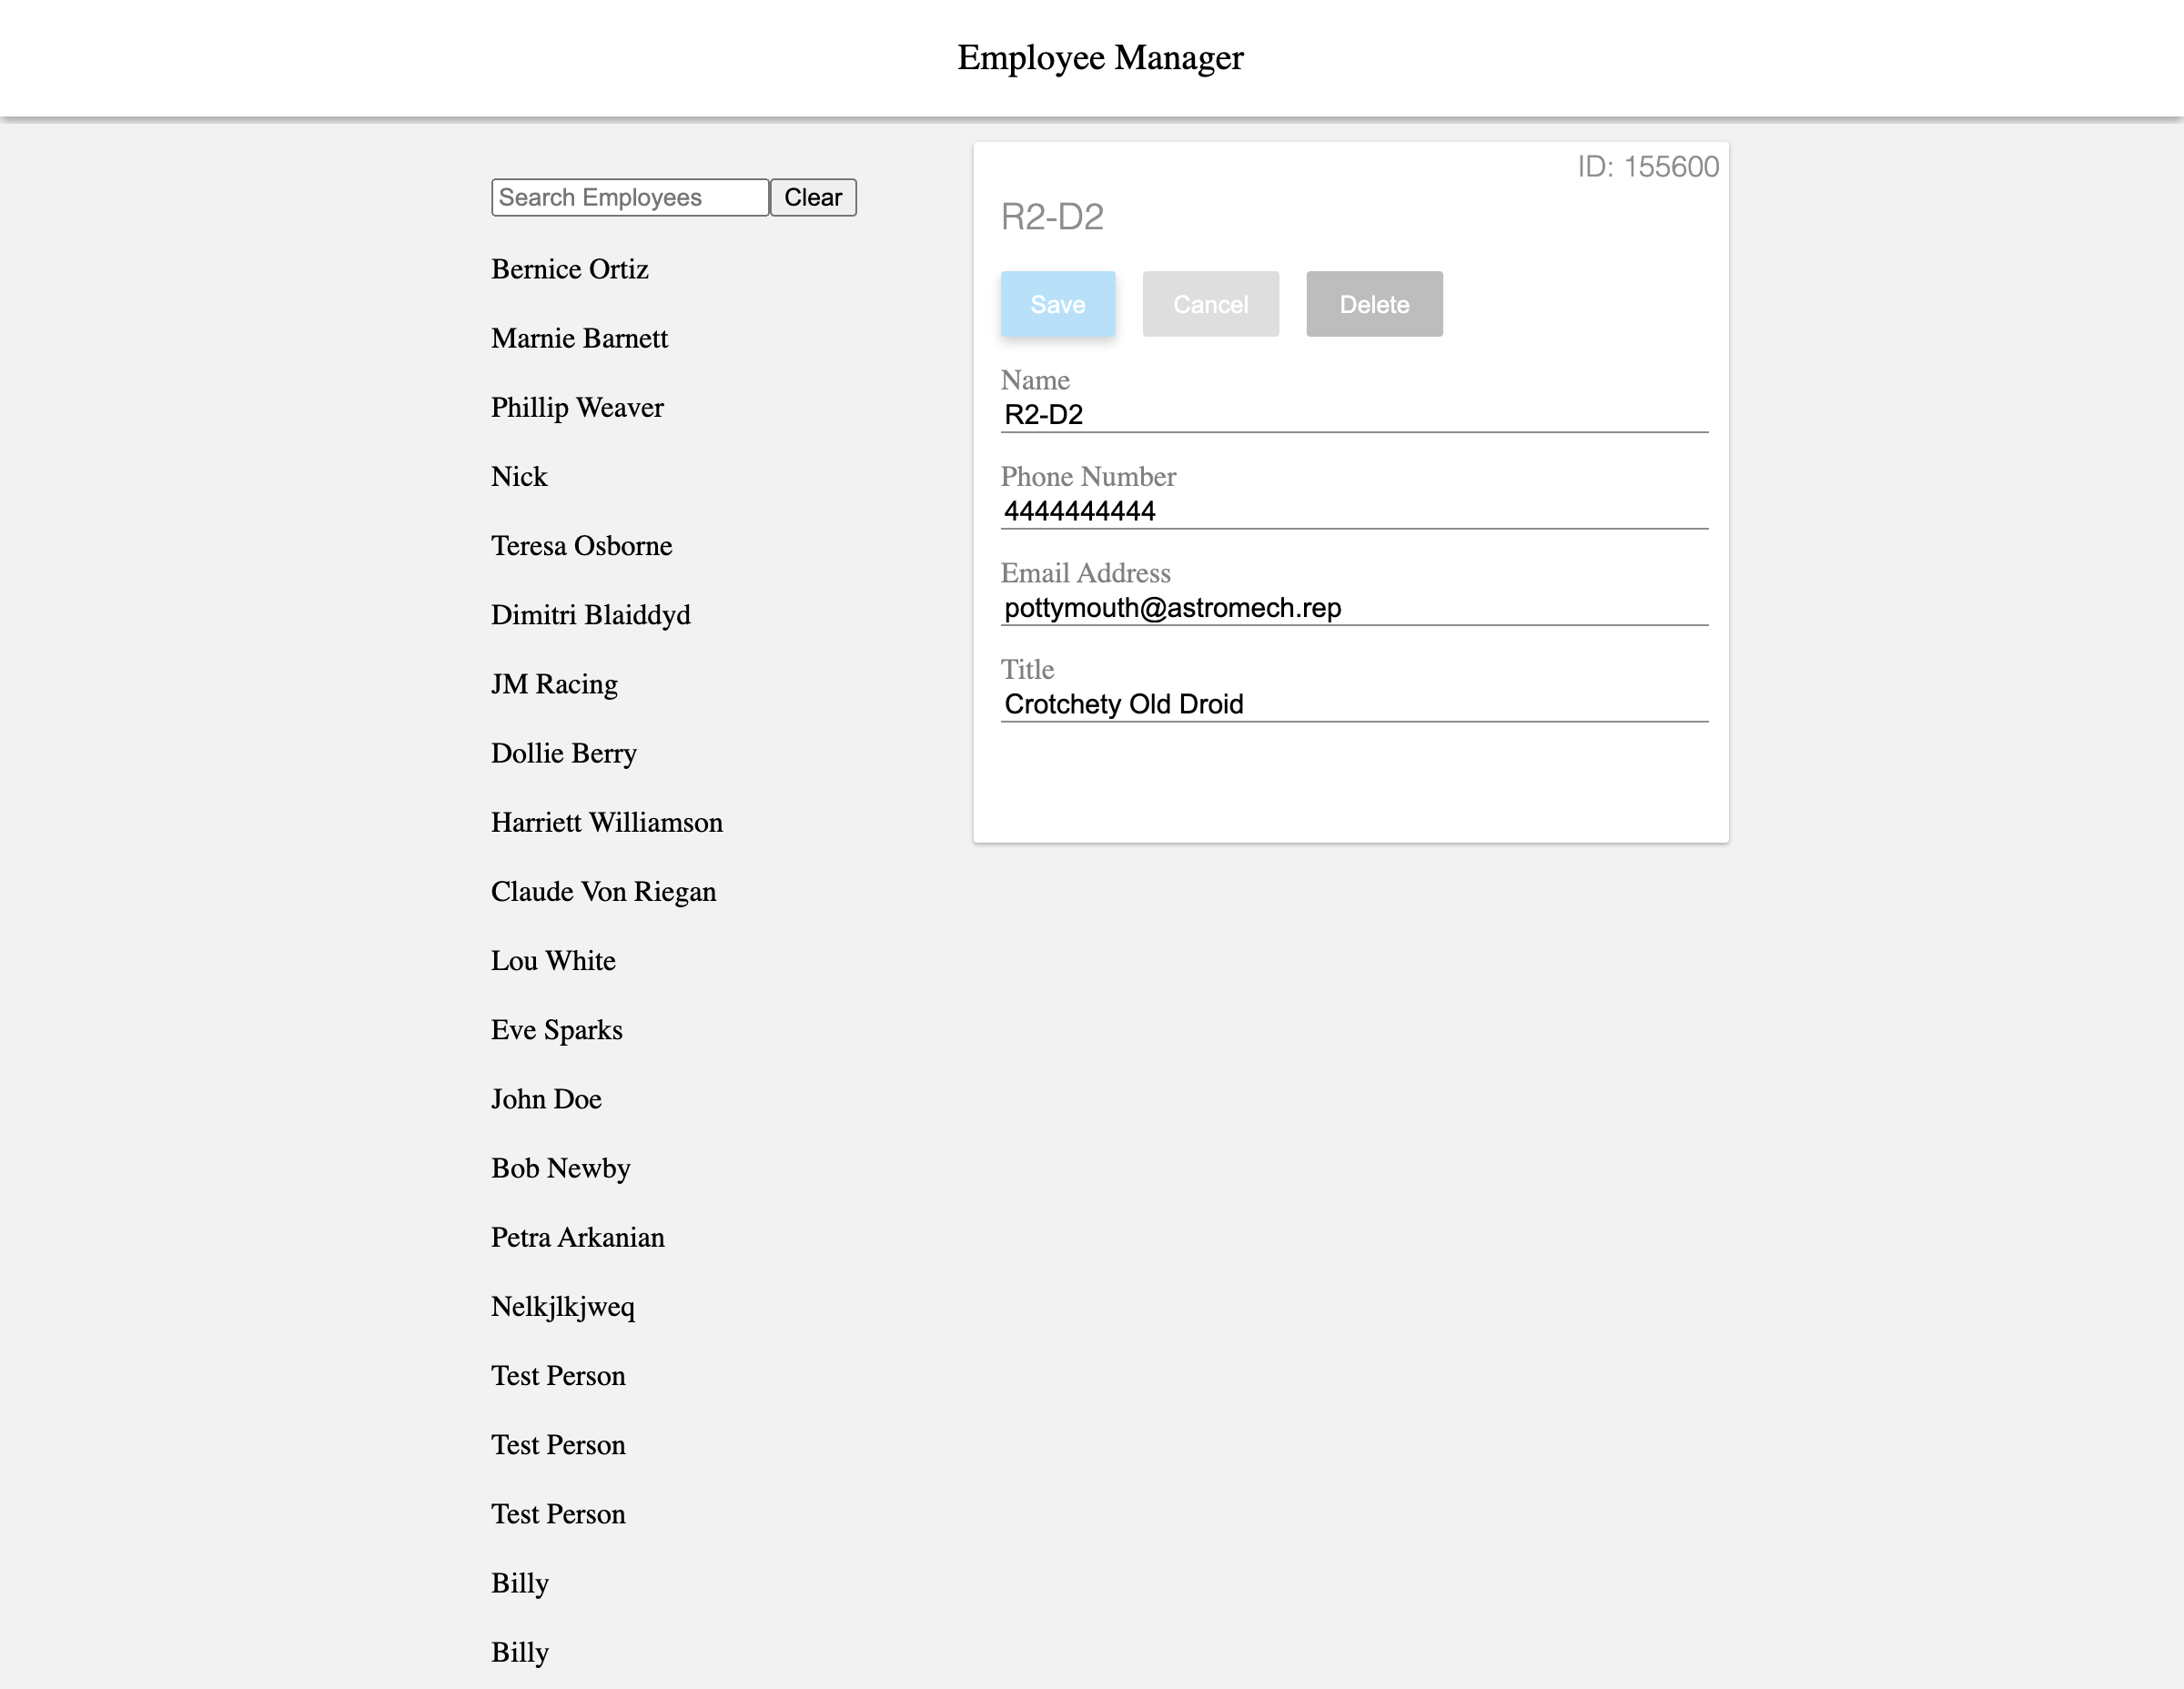 Employee Manager
Search Employees Clear
Bernice Ortiz
Marnie Barnett
Phillip Weaver
Nick
Teresa Osborne
Dimitri Blaiddyd
JM Racing
Dollie Berry
Harriett Williamson
Claude Von Riegan
Lou White
Eve Sparks
John Doe
Bob Newby
Petra Arkanian
Nelkjlkjweq
Test Person
Test Person
Test Person
Billy
Billy
ID: 155600
R2-D2
Save Cancel Delete
Name
R2-D2
Phone Number
4444444444
Email Address
pottymouth@astromech.rep
Title
Crotchety Old Droid